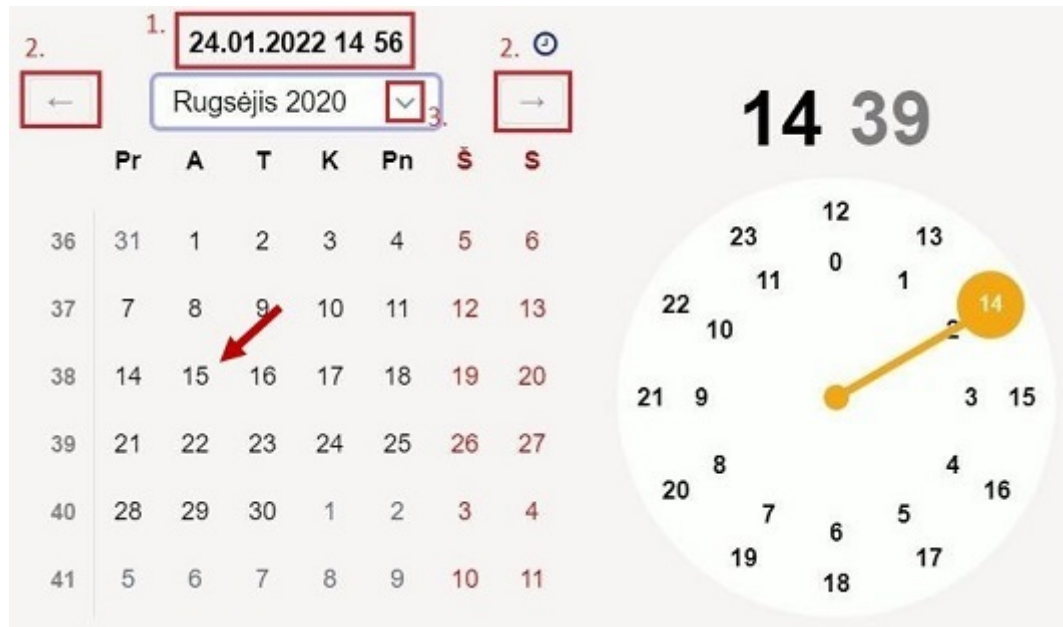 1.
24.01.2022 14 56
2.
2.
← Rugsėjis 2020 →
3.
Pr A T K Pn Š S
36 31 1 2 3 4 5 6
37 7 8 9 10 11 12 13
38 14 15 16 17 18 19 20
39 21 22 23 24 25 26 27
40 28 29 30 1 2 3 4
41 5 6 7 8 9 10 11
14 39
12
23 13
0
11 1
22 14
10 2
21 9 3 15
8 4
20 16
7 5
6
19 17
18